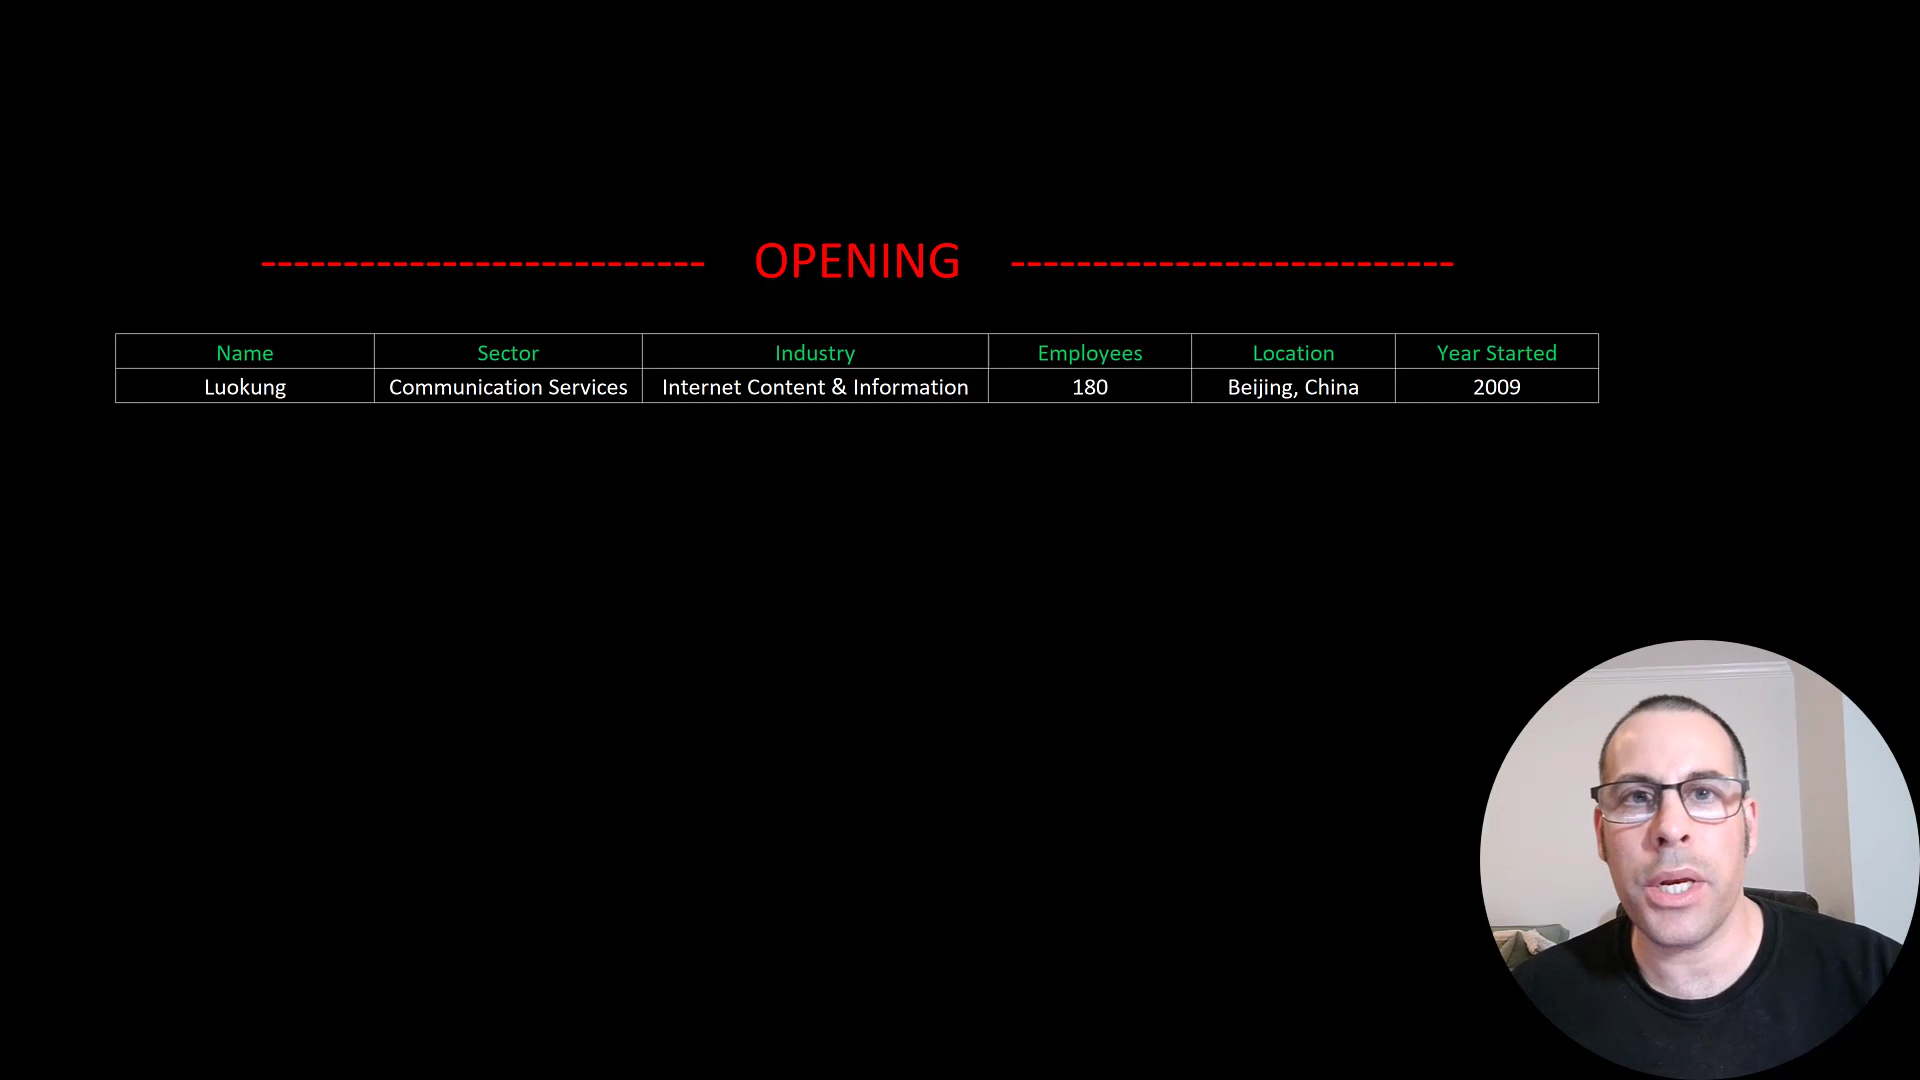 --------------------------- OPENING ---------------------------
Name Sector Industry Employees Location Year Started
Luokung Communication Services Internet Content & Information 180 Beijing, China 2009